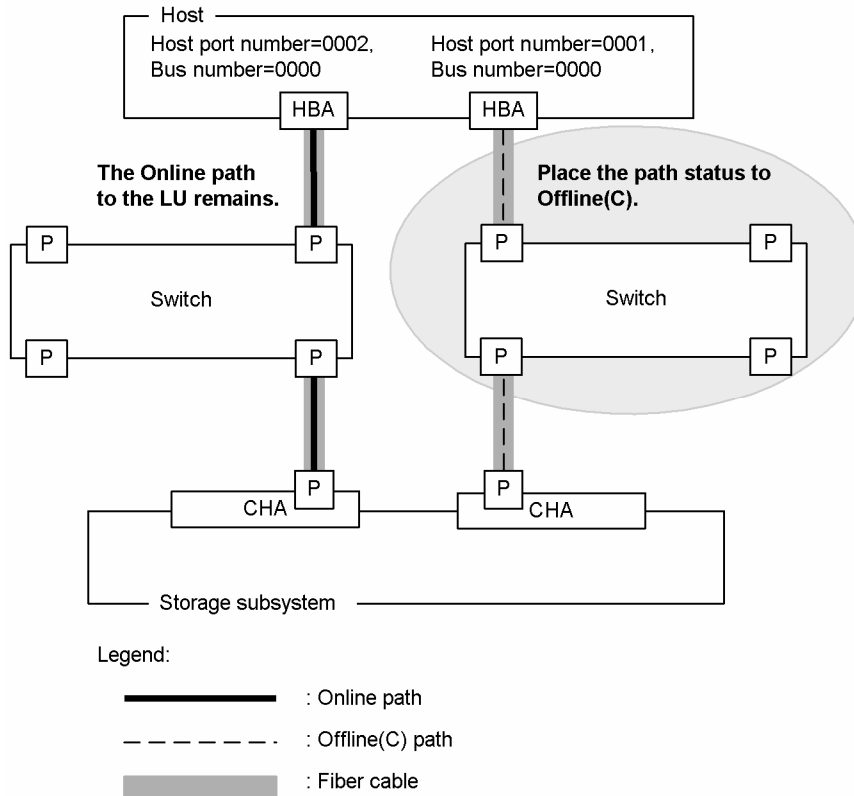 Host
Host port number=0002,
Bus number=0000
Host port number=0001,
Bus number=0000
HBA
HBA
The Online path
to the LU remains.
Place the path status to
Offline(C).
P
P
P
P
Switch
Switch
P
P
P
P
P
P
CHA
CHA
Storage subsystem
Legend:
: Online path
: Offline(C) path
: Fiber cable